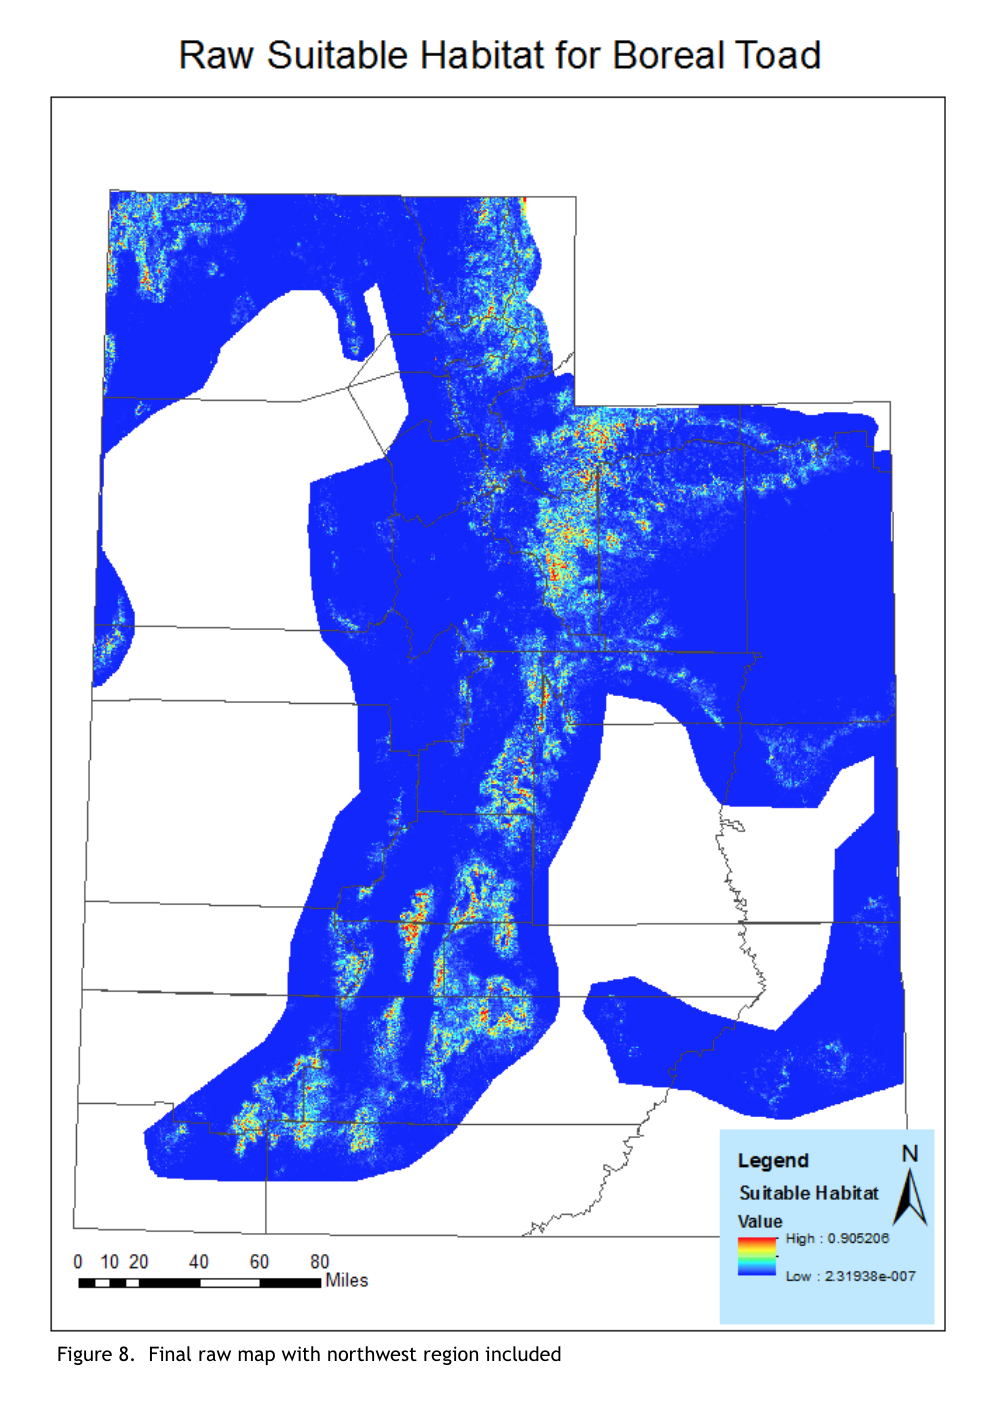 Raw Suitable Habitat for Boreal Toad
Legend
N
Suitable Habitat
Value
High : 0.905206
Low : 2.31938e-007
0 10 20 40 60 80
Miles
Figure 8. Final raw map with northwest region included